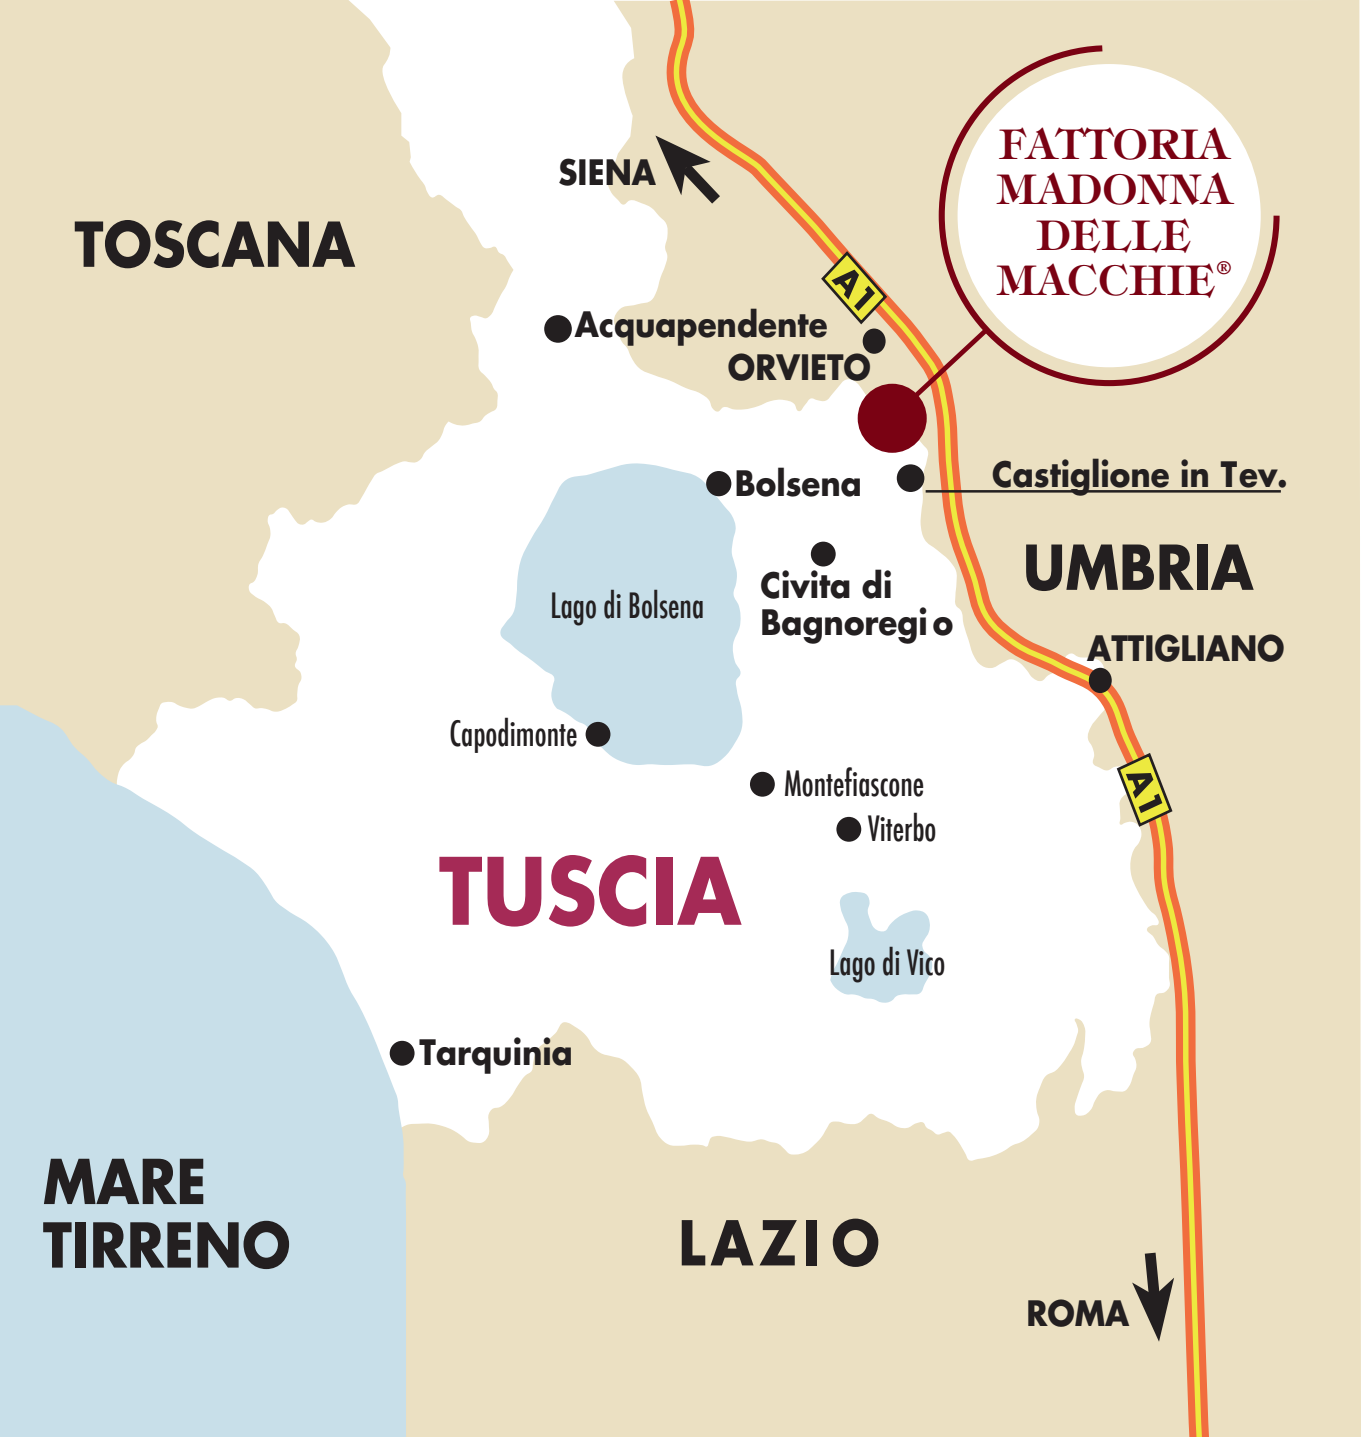 FATTORIA
MADONNA
DELLE
MACCHIE®
SIENA
TOSCANA
A1
Acquapendente
ORVIETO
Castiglione in Tev.
Bolsena
UMBRIA
Civita di
Bagnoregio
Lago di Bolsena
ATTIGLIANO
Capodimonte
Montefiascone
A1
Viterbo
TUSCIA
Lago di Vico
Tarquinia
MARE
TIRRENO
LAZIO
ROMA